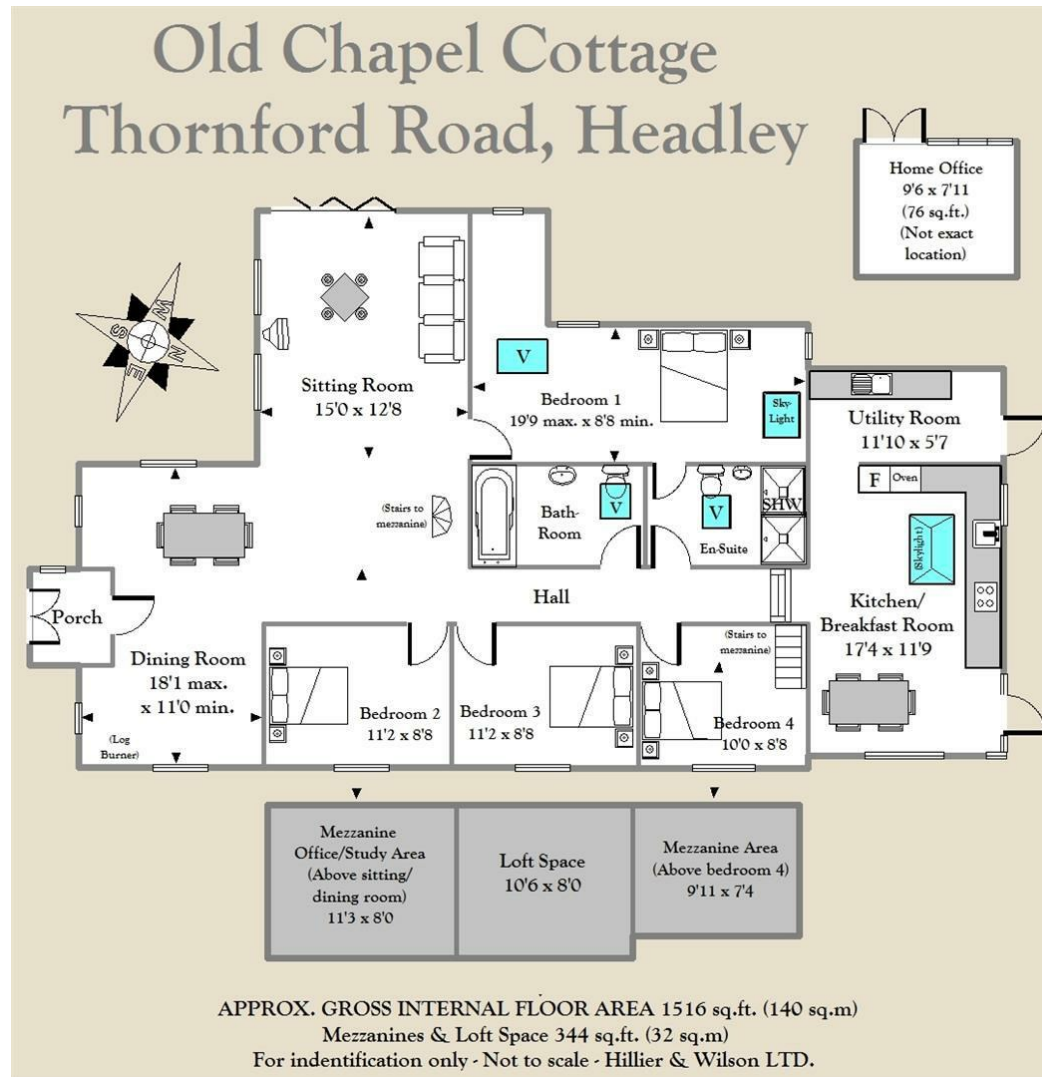 Old Chapel Cottage
Thornford Road, Headley
Home Office
9'6 x 7'11
(76 sq.ft.)
(Not exact
location)
W
S
N
E
Sitting Room
15'0 x 12'8
V
Bedroom 1
19'9 max. x 8'8 min.
Sky-
Light
Utility Room
11'10 x 5'7
(Stairs to
mezzanine)
Bath-
Room
V
V
En-Suite
SHW
F
Oven
(Skylight)
Hall
Kitchen/
Breakfast Room
17'4 x 11'9
Porch
Dining Room
18'1 max.
x 11'0 min.
(Log
Burner)
Bedroom 2
11'2 x 8'8
Bedroom 3
11'2 x 8'8
(Stairs to
mezzanine)
Bedroom 4
10'0 x 8'8
Mezzanine
Office/Study Area
(Above sitting/
dining room)
11'3 x 8'0
Loft Space
10'6 x 8'0
Mezzanine Area
(Above bedroom 4)
9'11 x 7'4
APPROX. GROSS INTERNAL FLOOR AREA 1516 sq.ft. (140 sq.m)
Mezzanines & Loft Space 344 sq.ft. (32 sq.m)
For indentification only - Not to scale - Hillier & Wilson LTD.